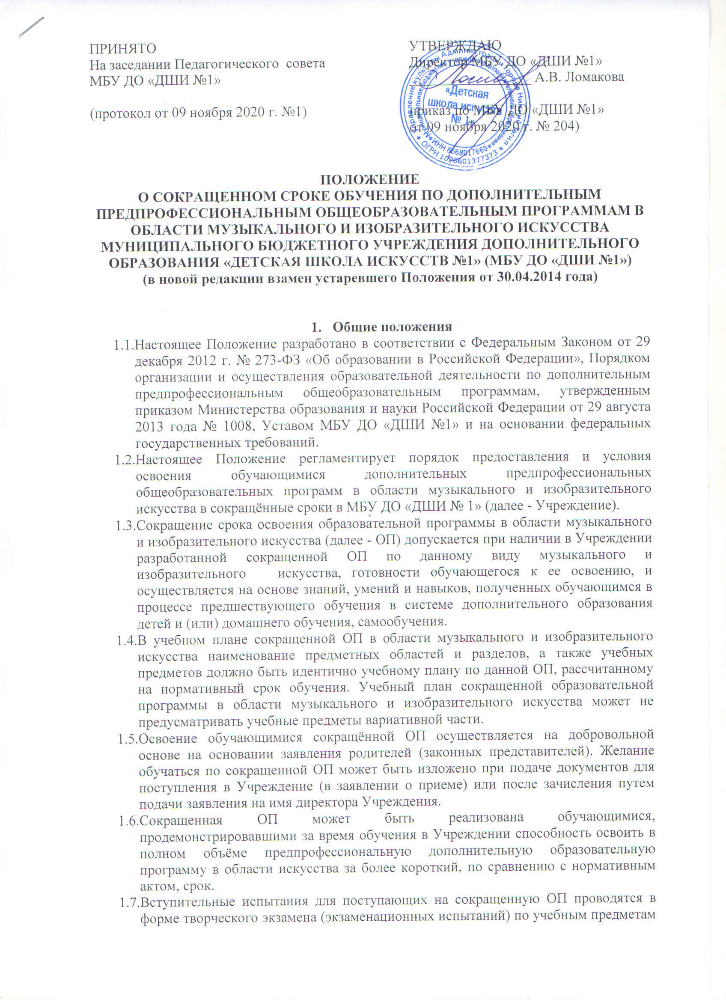 ПРИНЯТО
На заседании Педагогического совета
МБУ ДО «ДШИ №1»
(протокол от 09 ноября 2020 г. №1)
УТВЕРЖДАЮ
Директор МБУ ДО «ДШИ №1»
А.В. Ломакова
приказ по МБУ ДО «ДШИ №1»
от 09 ноября 2020 г. № 204)
Управление культуры Администрации города Нижний Тагил * ОГРН 1026601377373 *
Муниципальное бюджетное учреждение дополнительного образования * ИНН 6668017660 *
«Детская
школа искусств
№ 1»
ПОЛОЖЕНИЕ
О СОКРАЩЕННОМ СРОКЕ ОБУЧЕНИЯ ПО ДОПОЛНИТЕЛЬНЫМ
ПРЕДПРОФЕССИОНАЛЬНЫМ ОБЩЕОБРАЗОВАТЕЛЬНЫМ ПРОГРАММАМ В
ОБЛАСТИ МУЗЫКАЛЬНОГО И ИЗОБРАЗИТЕЛЬНОГО ИСКУССТВА
МУНИЦИПАЛЬНОГО БЮДЖЕТНОГО УЧРЕЖДЕНИЯ ДОПОЛНИТЕЛЬНОГО
ОБРАЗОВАНИЯ «ДЕТСКАЯ ШКОЛА ИСКУССТВ №1» (МБУ ДО «ДШИ №1»)
(в новой редакции взамен устаревшего Положения от 30.04.2014 года)
1. Общие положения
1.1.Настоящее Положение разработано в соответствии с Федеральным Законом от 29
декабря 2012 г. № 273-ФЗ «Об образовании в Российской Федерации», Порядком
организации и осуществления образовательной деятельности по дополнительным
предпрофессиональным общеобразовательным программам, утвержденным
приказом Министерства образования и науки Российской Федерации от 29 августа
2013 года № 1008, Уставом МБУ ДО «ДШИ №1» и на основании федеральных
государственных требований.
1.2.Настоящее Положение регламентирует порядок предоставления и условия
освоения обучающимися дополнительных предпрофессиональных
общеобразовательных программ в области музыкального и изобразительного
искусства в сокращённые сроки в МБУ ДО «ДШИ № 1» (далее - Учреждение).
1.3.Сокращение срока освоения образовательной программы в области музыкального
и изобразительного искусства (далее - ОП) допускается при наличии в Учреждении
разработанной сокращенной ОП по данному виду музыкального и
изобразительного искусства, готовности обучающегося к ее освоению, и
осуществляется на основе знаний, умений и навыков, полученных обучающимся в
процессе предшествующего обучения в системе дополнительного образования
детей и (или) домашнего обучения, самообучения.
1.4.В учебном плане сокращенной ОП в области музыкального и изобразительного
искусства наименование предметных областей и разделов, а также учебных
предметов должно быть идентично учебному плану по данной ОП, рассчитанному
на нормативный срок обучения. Учебный план сокращенной образовательной
программы в области музыкального и изобразительного искусства может не
предусматривать учебные предметы вариативной части.
1.5.Освоение обучающимися сокращённой ОП осуществляется на добровольной
основе на основании заявления родителей (законных представителей). Желание
обучаться по сокращенной ОП может быть изложено при подаче документов для
поступления в Учреждение (в заявлении о приеме) или после зачисления путем
подачи заявления на имя директора Учреждения.
1.6.Сокращенная ОП может быть реализована обучающимися,
продемонстрировавшими за время обучения в Учреждении способность освоить в
полном объёме предпрофессиональную дополнительную образовательную
программу в области искусства за более короткий, по сравнению с нормативным
актом, срок.
1.7.Вступительные испытания для поступающих на сокращенную ОП проводятся в
форме творческого экзамена (экзаменационных испытаний) по учебным предметам